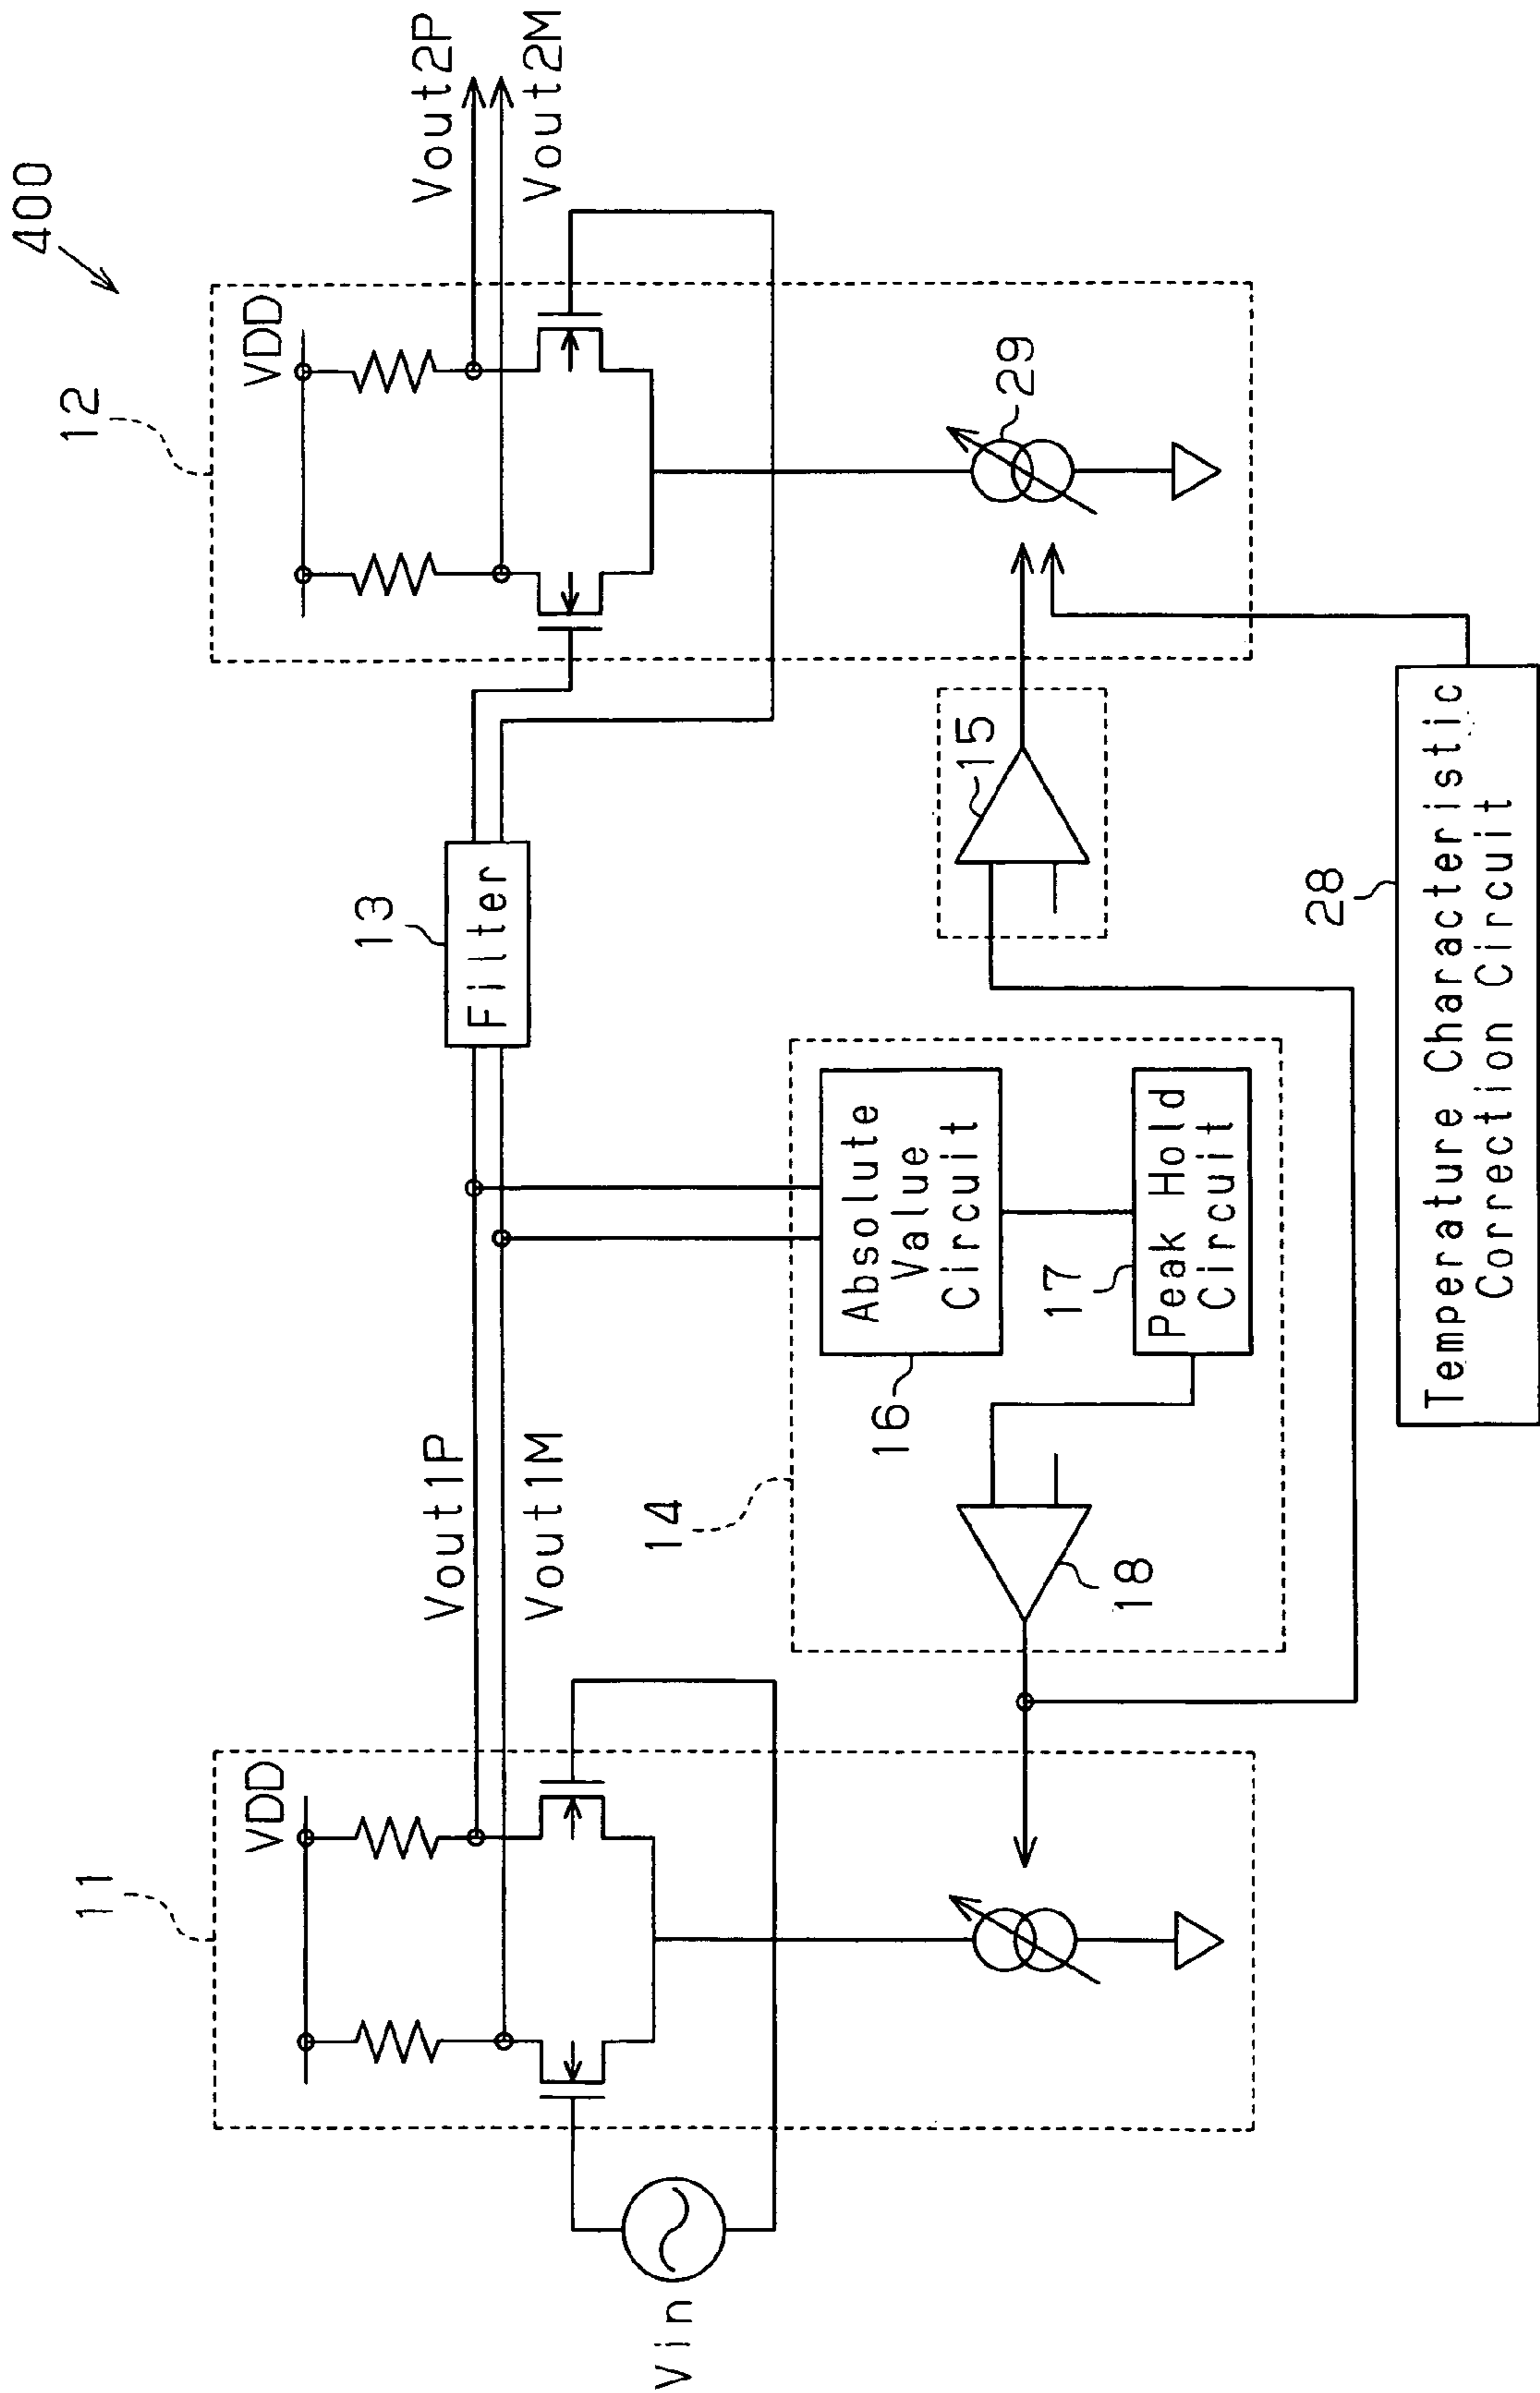 400
11
VDD
Vin
Vout1P
Vout1M
13
Filter
12
VDD
Vout2P
Vout2M
14
16
Absolute
Value
Circuit
17
Peak Hold
Circuit
18
15
29
28
Temperature Characteristic
Correction Circuit